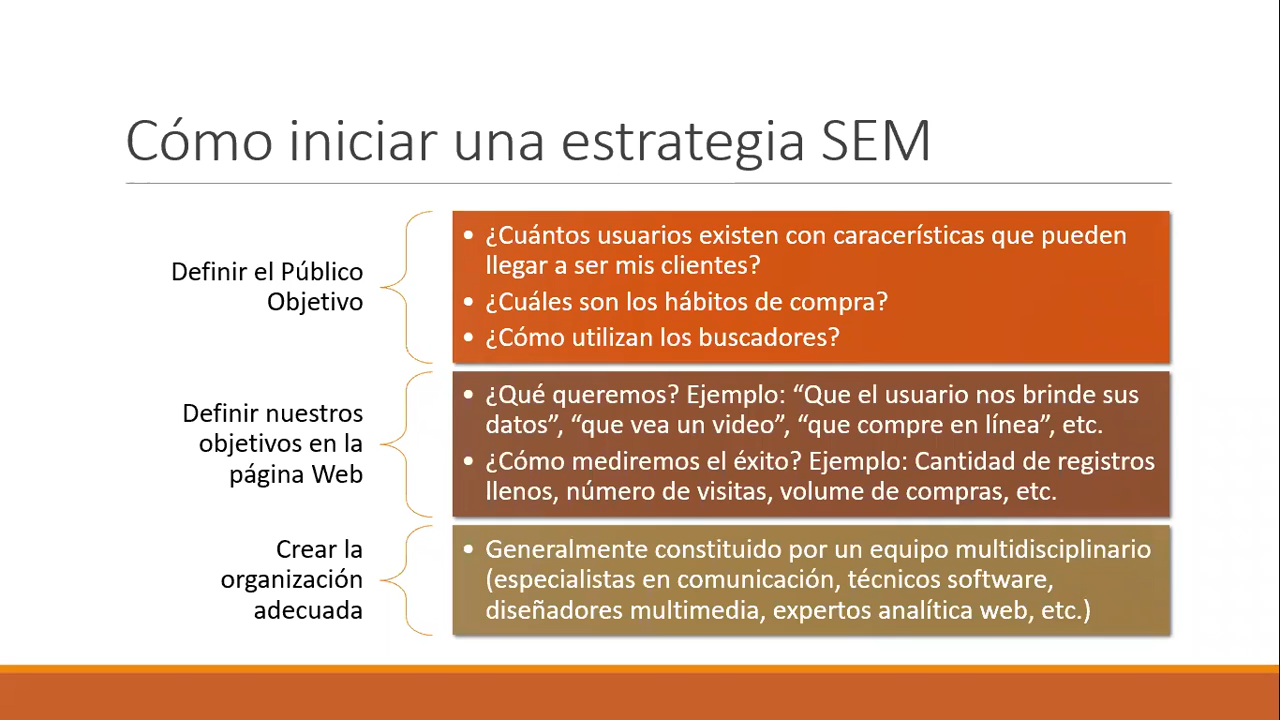 Cómo iniciar una estrategia SEM
Definir el Público
Objetivo
• ¿Cuántos usuarios existen con caracerísticas que pueden
llegar a ser mis clientes?
• ¿Cuáles son los hábitos de compra?
• ¿Cómo utilizan los buscadores?
Definir nuestros
objetivos en la
página Web
• ¿Qué queremos? Ejemplo: “Que el usuario nos brinde sus
datos”, “que vea un video”, “que compre en línea”, etc.
• ¿Cómo mediremos el éxito? Ejemplo: Cantidad de registros
llenos, número de visitas, volume de compras, etc.
Crear la
organización
adecuada
• Generalmente constituido por un equipo multidisciplinario
(especialistas en comunicación, técnicos software,
diseñadores multimedia, expertos analítica web, etc.)